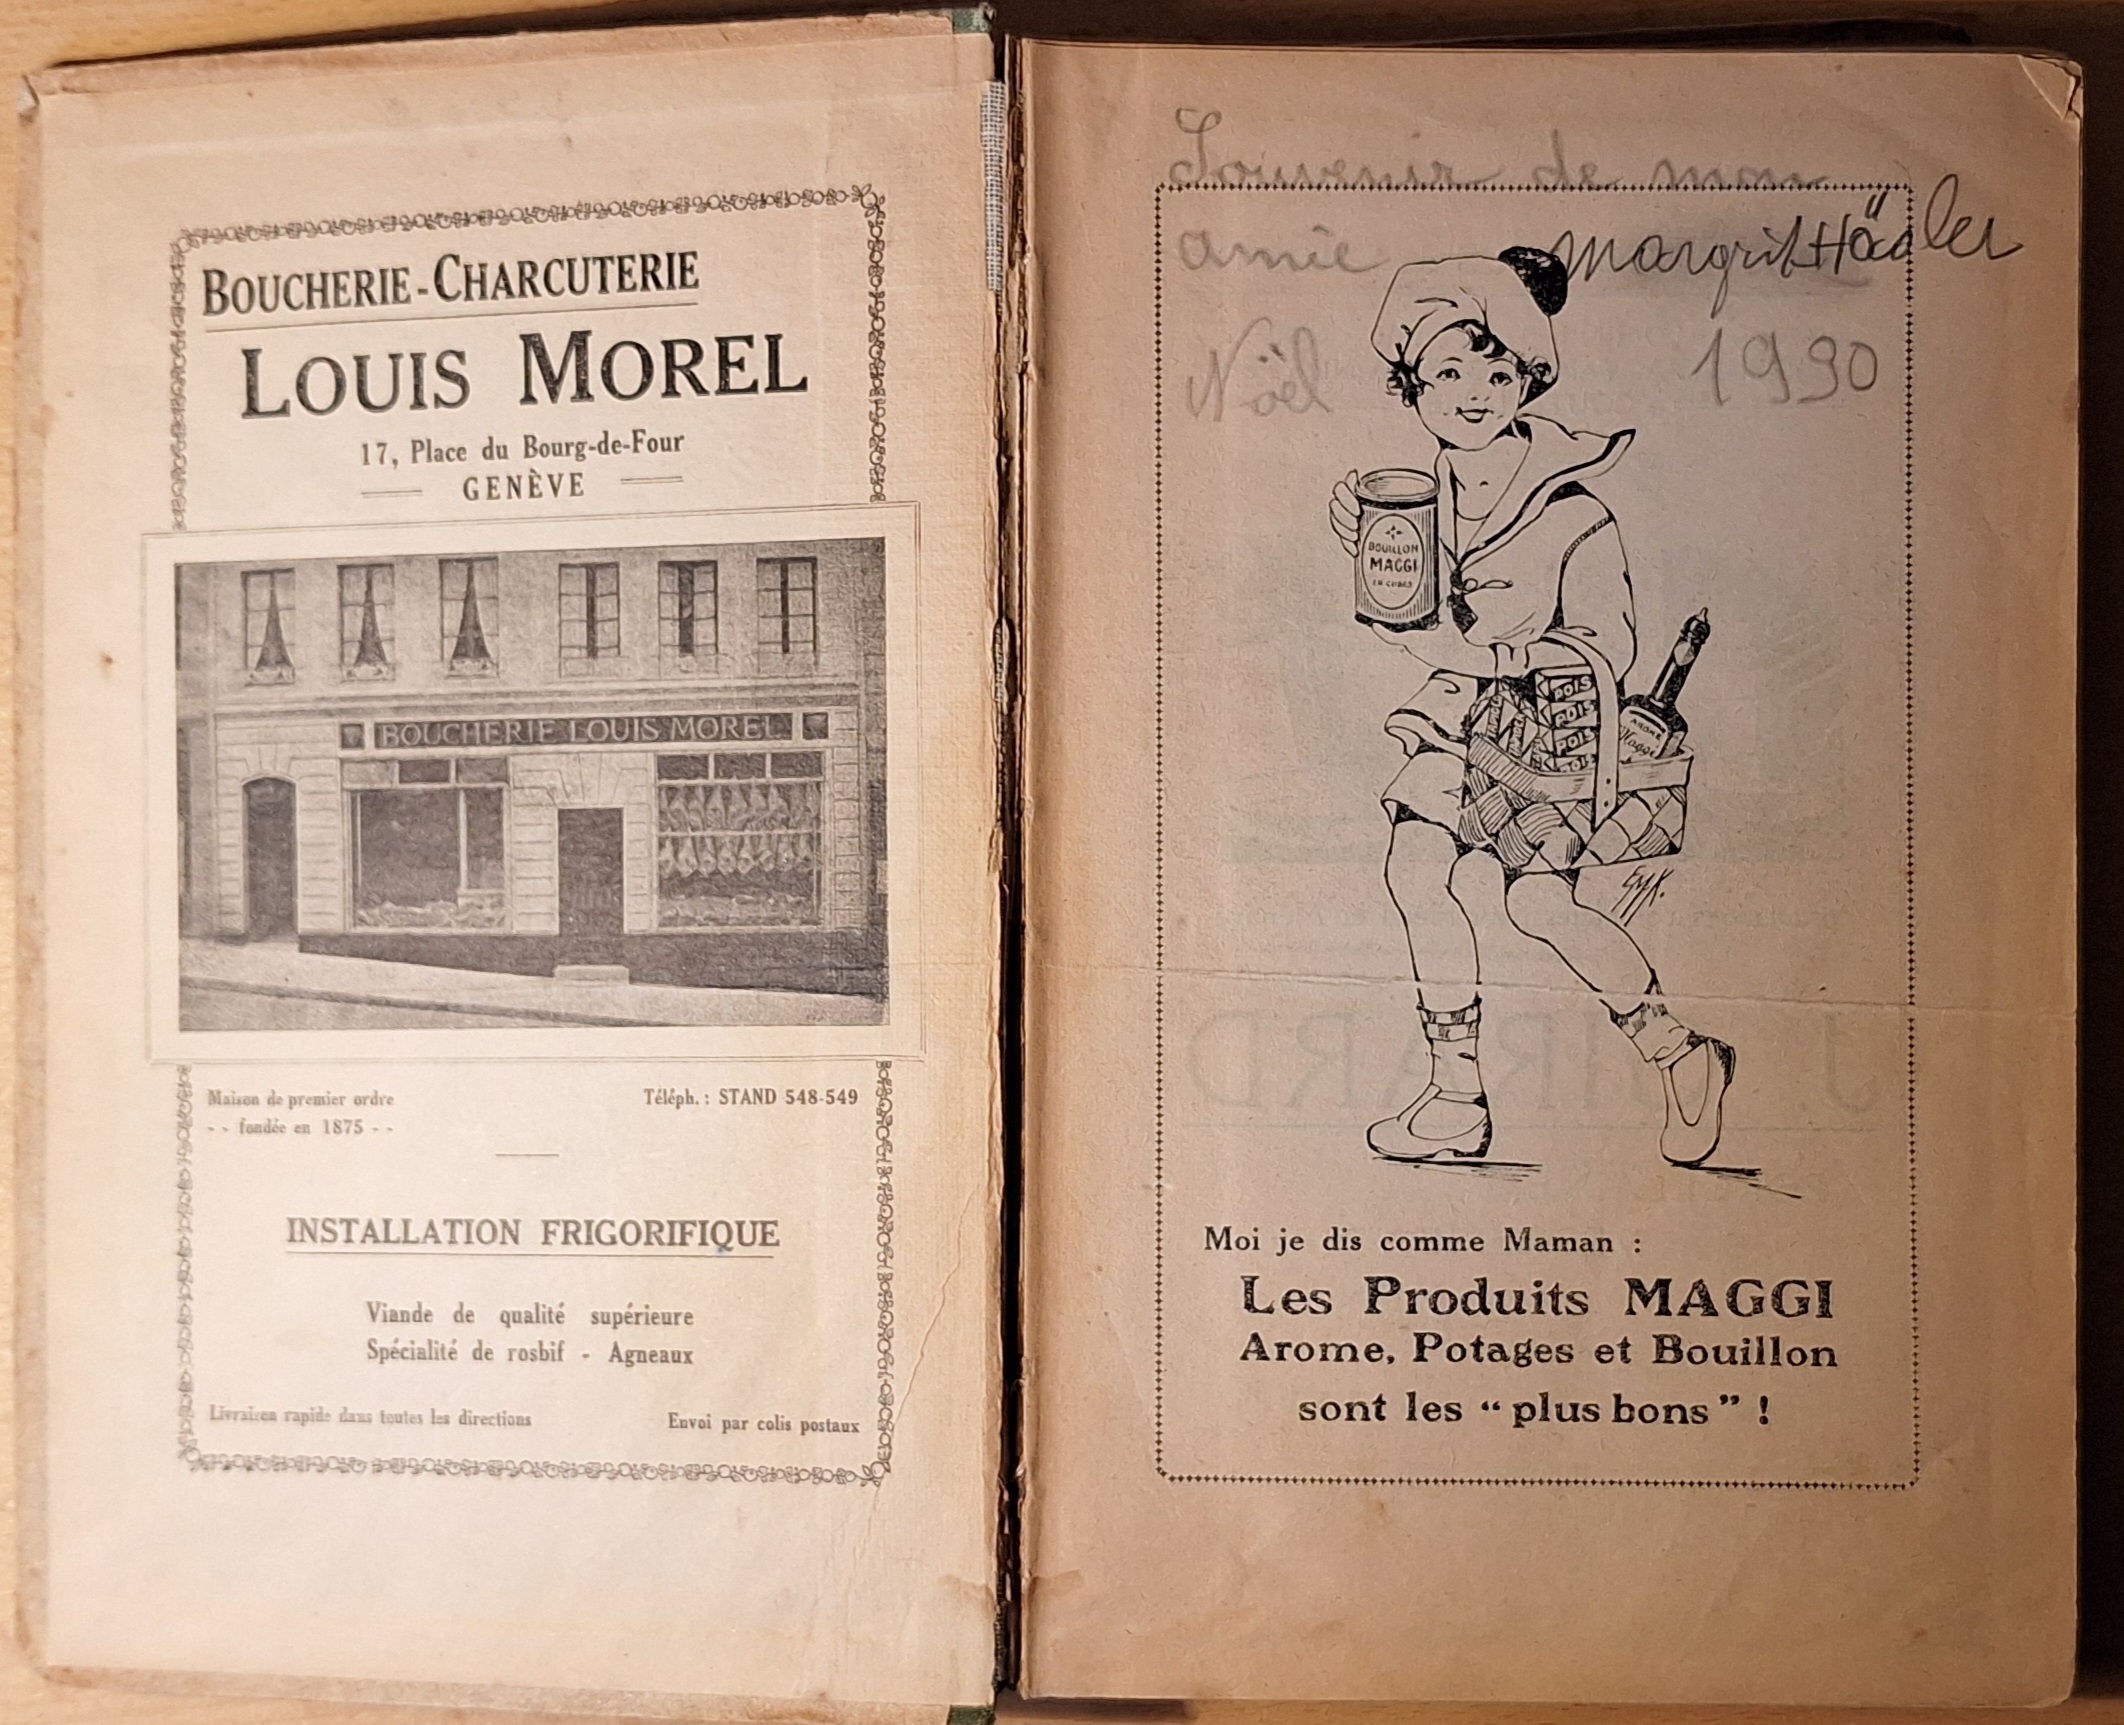 BOUCHERIE-CHARCUTERIE
LOUIS MOREL
17, Place du Bourg-de-Four
GENÈVE
BOUCHERIE LOUIS MOREL
Maison de premier ordre
- - fondée en 1875 - -
Téléph. : STAND 548-549
INSTALLATION FRIGORIFIQUE
Viande de qualité supérieure
Spécialité de rosbif - Agneaux
Livraison rapide dans toutes les directions
Envoi par colis postaux
Souvenir de mon
amie Margrit Häsler
Nöel 1930
BOUILLON
MAGGI
EN CUBES
POIS
POIS
POIS
POIS
AROME
Maggi
EMK.
Moi je dis comme Maman :
Les Produits MAGGI
Arome, Potages et Bouillon
sont les “ plus bons ” !